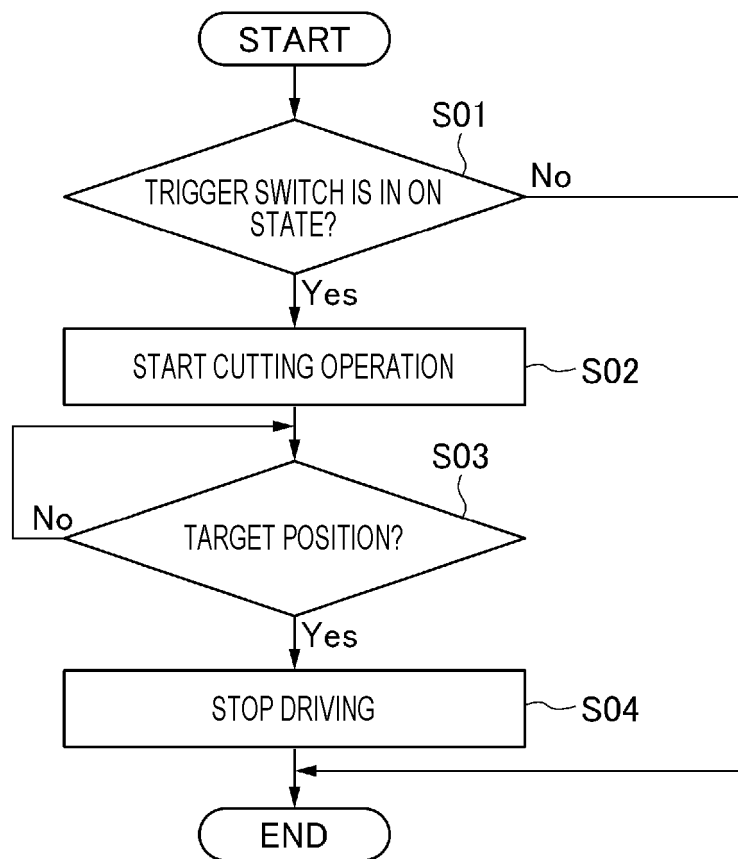 START
S01
TRIGGER SWITCH IS IN ON
STATE?
No
Yes
START CUTTING OPERATION
S02
S03
No
TARGET POSITION?
Yes
STOP DRIVING
S04
END